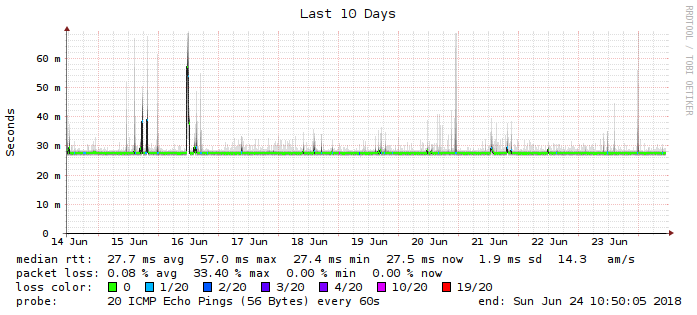 Last 10 Days
RRDTOOL / TOBI OETIKER
Seconds
60 m
50 m
40 m
30 m
20 m
10 m
0
14 Jun 15 Jun 16 Jun 17 Jun 18 Jun 19 Jun 20 Jun 21 Jun 22 Jun 23 Jun
median rtt: 27.7 ms avg 57.0 ms max 27.4 ms min 27.5 ms now 1.9 ms sd 14.3 am/s
packet loss: 0.08 % avg 33.40 % max 0.00 % min 0.00 % now
loss color: 0 1/20 2/20 3/20 4/20 10/20 19/20
probe: 20 ICMP Echo Pings (56 Bytes) every 60s end: Sun Jun 24 10:50:05 2018